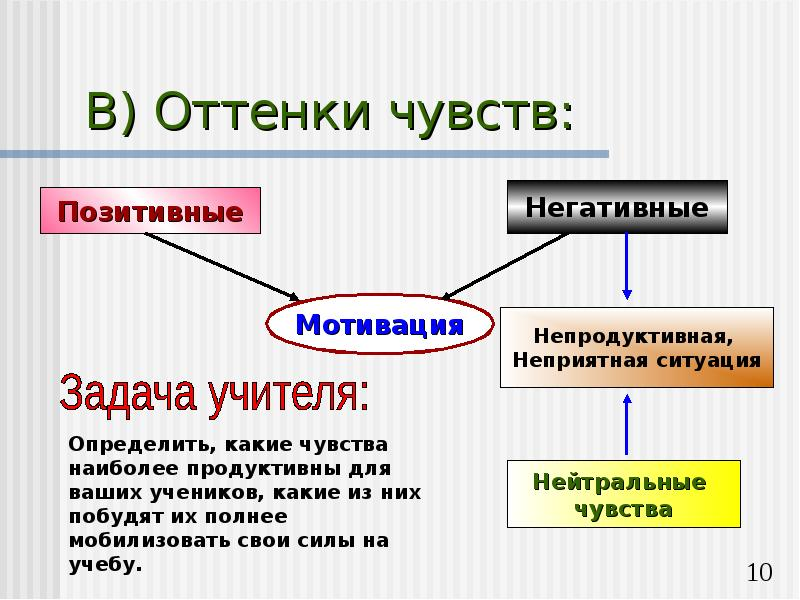 В) Оттенки чувств:
Позитивные
Негативные
Мотивация
Непродуктивная,
Неприятная ситуация
Задача учителя:
Определить, какие чувства
наиболее продуктивны для
ваших учеников, какие из них
побудят их полнее
мобилизовать свои силы на
учебу.
Нейтральные
чувства
10